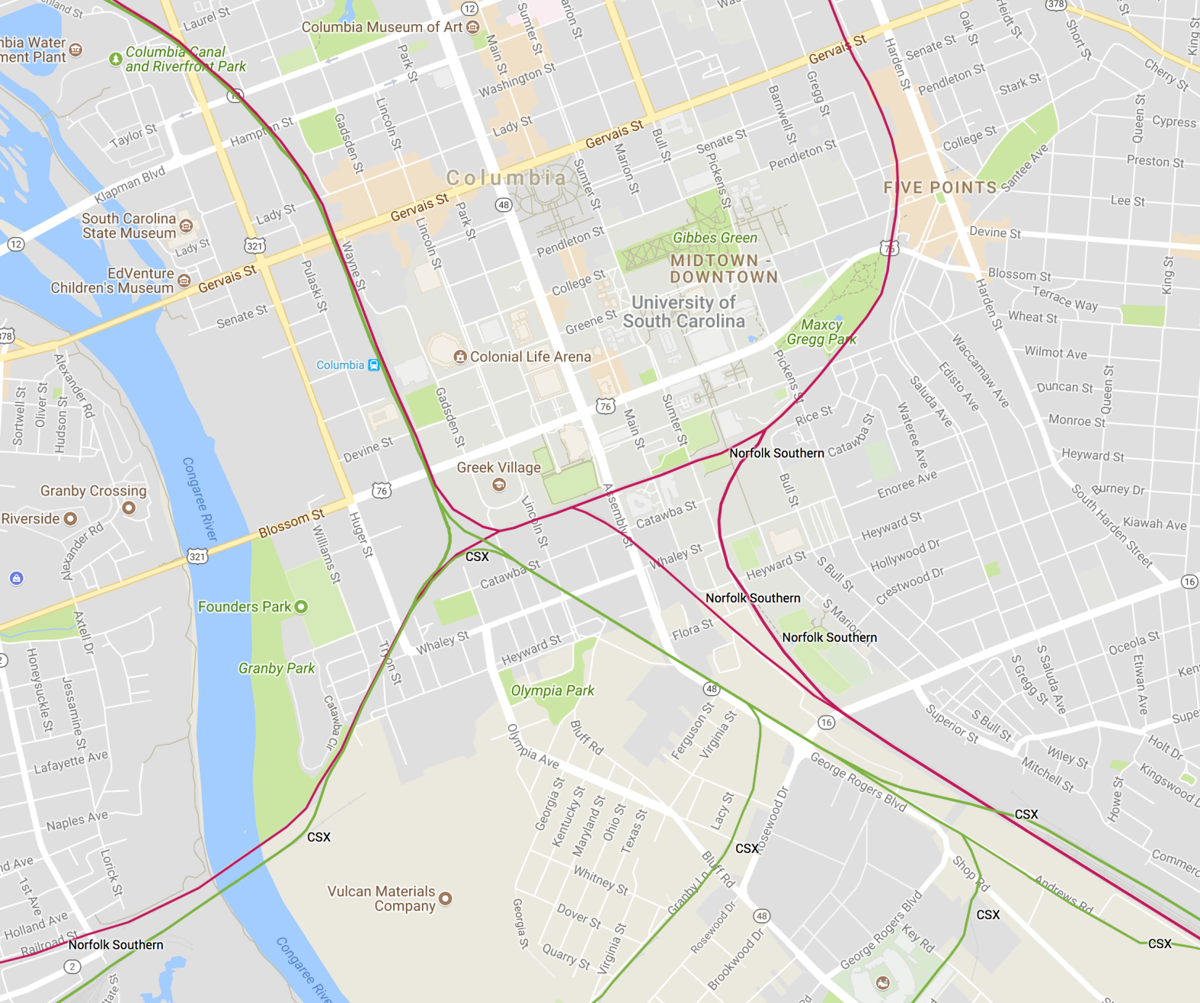 Laurel St
12
Columbia Museum of Art
Main St
Sumter St
Marion St
Gervais St
Harden St
Senate St
Oak St
Heidt St
378
Short St
Cherry St
King St
Columbia Canal
and Riverfront Park
Park St
Washington St
Pendleton St
Stark St
Queen St
Cypress
Taylor St
Hampton St
Gadsden St
Lincoln St
Lady St
Gervais St
Bull St
Senate St
Barnwell St
Gregg St
Pendleton St
College St
Santee Ave
Preston St
Klapman Blvd
Columbia
48
Sumter St
Marion St
Pickens St
FIVE POINTS
Lee St
South Carolina
State Museum
Lady St
Gervais St
Lincoln St
Park St
Pendleton St
Gibbes Green
MIDTOWN -
DOWNTOWN
Devine St
12
Lady St
321
Wayne St
76
EdVenture
Children's Museum
Gervais St
Pulaski St
College St
University of
South Carolina
Blossom St
Terrace Way
King St
Senate St
Greene St
Maxcy
Gregg Park
Harden St
Wheat St
378
Columbia
Colonial Life Arena
Wilmot Ave
Alexander Rd
Sortwell St
Oliver St
Hudson St
Gadsden St
76
Main St
Sumter St
Pickens St
Rice St
Saluda Ave
Edisto Ave
Waccamaw Ave
Duncan St
Queen St
Monroe St
Devine St
Catawba St
Wateree Ave
Heyward St
Norfolk Southern
Congaree River
Greek Village
Granby Crossing
Riverside
76
Assembly St
Bull St
Enoree Ave
South Harden Street
Burney Dr
Kiawah Ave
Alexander Rd
Blossom St
Huger St
Williams St
Lincoln St
Catawba St
Heyward St
321
CSX
Catawba St
Whaley St
Heyward St
Hollywood Dr
S Bull St
Crestwood Dr
16
Founders Park
Norfolk Southern
S Marion
Axtell Dr
Whaley St
Heyward St
Flora St
Norfolk Southern
Oceola St
Granby Park
Tryon St
Honeysuckle St
Jessamine St
Olympia Park
48
S Gregg St
S Saluda Ave
Etiwan Ave
Catawba Cir
Bluff Rd
Ferguson St
Virginia St
16
Superior St
S Bull St
Lafayette Ave
Olympia Ave
George Rogers Blvd
Wiley St
Mitchell St
Holt Dr
Kingswood
Howe St
Georgia St
Kentucky St
Maryland St
Ohio St
Texas St
Lacy St
Rosewood Dr
Naples Ave
CSX
CSX
CSX
Bluff Rd
Shop Rd
Commerc
Lorick St
1st Ave
Whitney St
Granby Ln
Andrews Rd
Vulcan Materials
Company
Georgia St
Dover St
Rosewood Dr
48
George Rogers Blvd
CSX
Holland Ave
Railroad St
Norfolk Southern
2
Quarry St
Virginia St
Brookwood Dr
Key Rd
CSX
Congaree River